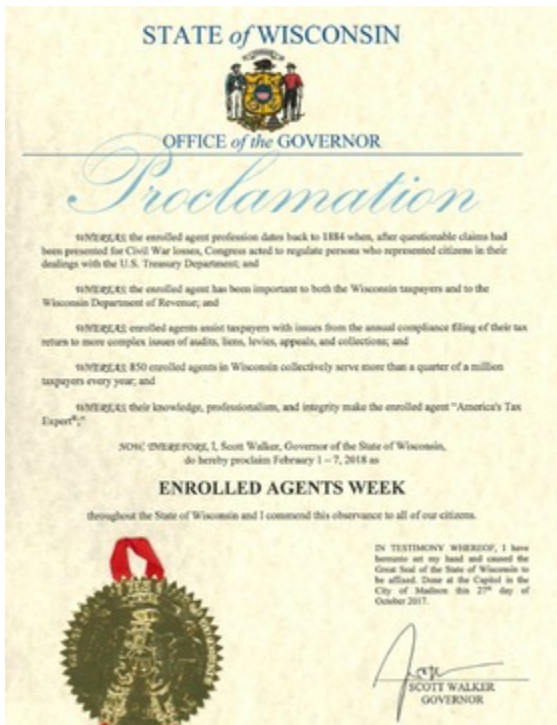 STATE of WISCONSIN
OFFICE of the GOVERNOR
Proclamation
WHEREAS; the enrolled agent profession dates back to 1884 when, after questionable claims had
been presented for Civil War losses, Congress acted to regulate persons who represented citizens in their
dealings with the U.S. Treasury Department; and
WHEREAS; the enrolled agent has been important to both the Wisconsin taxpayers and to the
Wisconsin Department of Revenue; and
WHEREAS; enrolled agents assist taxpayers with issues from the annual compliance filing of their tax
return to more complex issues of audits, liens, levies, appeals, and collections; and
WHEREAS; 850 enrolled agents in Wisconsin collectively serve more than a quarter of a million
taxpayers every year; and
WHEREAS; their knowledge, professionalism, and integrity make the enrolled agent “America's Tax
Expert®;”
NOW, THEREFORE, I, Scott Walker, Governor of the State of Wisconsin,
do hereby proclaim February 1 – 7, 2018 as
ENROLLED AGENTS WEEK
throughout the State of Wisconsin and I commend this observance to all of our citizens.
IN TESTIMONY WHEREOF, I have
hereunto set my hand and caused the
Great Seal of the State of Wisconsin to
be affixed. Done at the Capitol in the
City of Madison this 27th day of
October 2017.
SCOTT WALKER
GOVERNOR